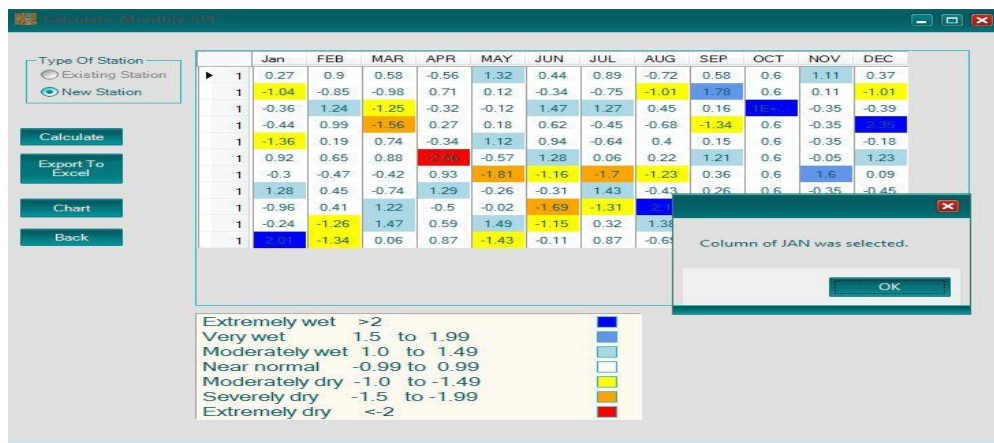 Calculate Monthly SPI
Type Of Station
Existing Station
New Station
Calculate
Export To
Excel
Chart
Back
Jan FEB MAR APR MAY JUN JUL AUG SEP OCT NOV DEC
1 0.27 0.9 0.58 -0.56 1.32 0.44 0.89 -0.72 0.58 0.6 1.11 0.37
1 -1.04 -0.85 -0.98 0.71 0.12 -0.34 -0.75 -1.01 1.78 0.6 0.11 -1.01
1 -0.36 1.24 -1.25 -0.32 -0.12 1.47 1.27 0.45 0.16 1E+... -0.35 -0.39
1 -0.44 0.99 -1.56 0.27 0.18 0.62 -0.45 -0.68 -1.34 0.6 -0.35 2.35
1 -1.36 0.19 0.74 -0.34 1.12 0.94 -0.64 0.4 0.15 0.6 -0.35 -0.18
1 0.92 0.65 0.88 -0.57 1.28 0.06 0.22 1.21 0.6 -0.05 1.23
1 -0.3 -0.47 -0.42 0.93 -1.81 -1.16 -1.7 -1.23 0.36 0.6 1.6 0.09
1 1.28 0.45 -0.74 1.29 -0.26 -0.31 1.43 -0.43 0.26 0.6 -0.35 -0.45
1 -0.96 0.41 1.22 -0.5 -0.02 -1.69 -1.31
1 -0.24 -1.26 1.47 0.59 1.49 -1.15 0.32 1.38
1 2.01 -1.34 0.06 0.87 -1.43 -0.11 0.87
Column of JAN was selected.
OK
Extremely wet >2
Very wet 1.5 to 1.99
Moderately wet 1.0 to 1.49
Near normal -0.99 to 0.99
Moderately dry -1.0 to -1.49
Severely dry -1.5 to -1.99
Extremely dry <-2